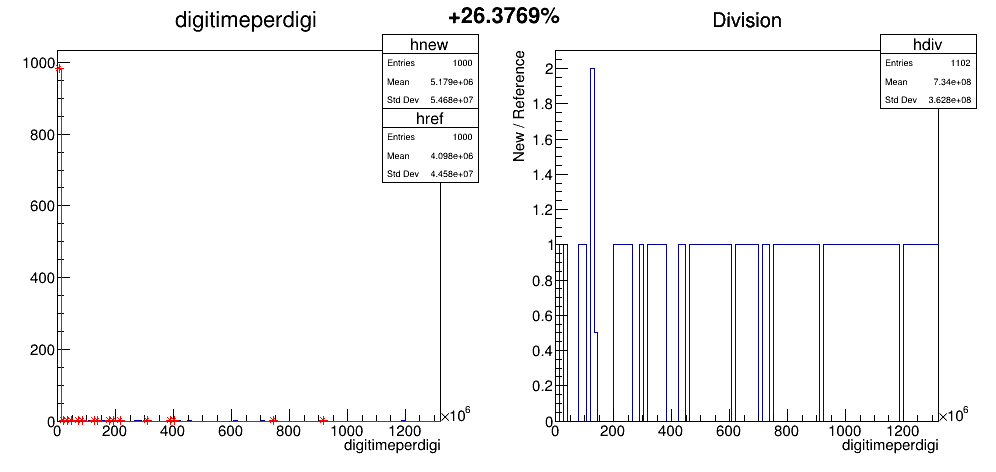 +26.3769%
digitimeperdigi
hnew
Entries 1000
Mean 5.179e+06
Std Dev 5.468e+07
href
Entries 1000
Mean 4.098e+06
Std Dev 4.458e+07
1000
800
600
400
200
0
0 200 400 600 800 1000 1200
×10^6
digitimeperdigi
Division
hdiv
Entries 1102
Mean 7.34e+08
Std Dev 3.628e+08
New / Reference
2
1.8
1.6
1.4
1.2
1
0.8
0.6
0.4
0.2
0
0 200 400 600 800 1000 1200
×10^6
digitimeperdigi